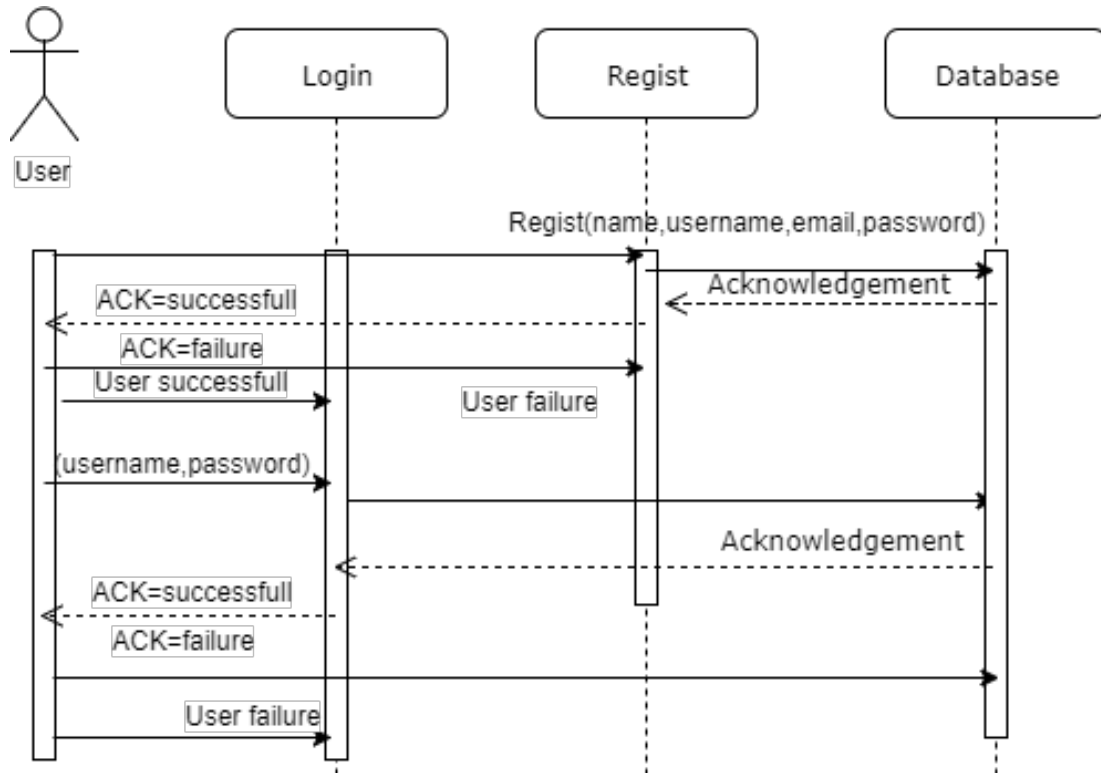 Login
Regist
Database
User
Regist(name,username,email,password)
Acknowledgement
ACK=successfull
ACK=failure
User successfull
User failure
(username,password)
Acknowledgement
ACK=successfull
ACK=failure
User failure